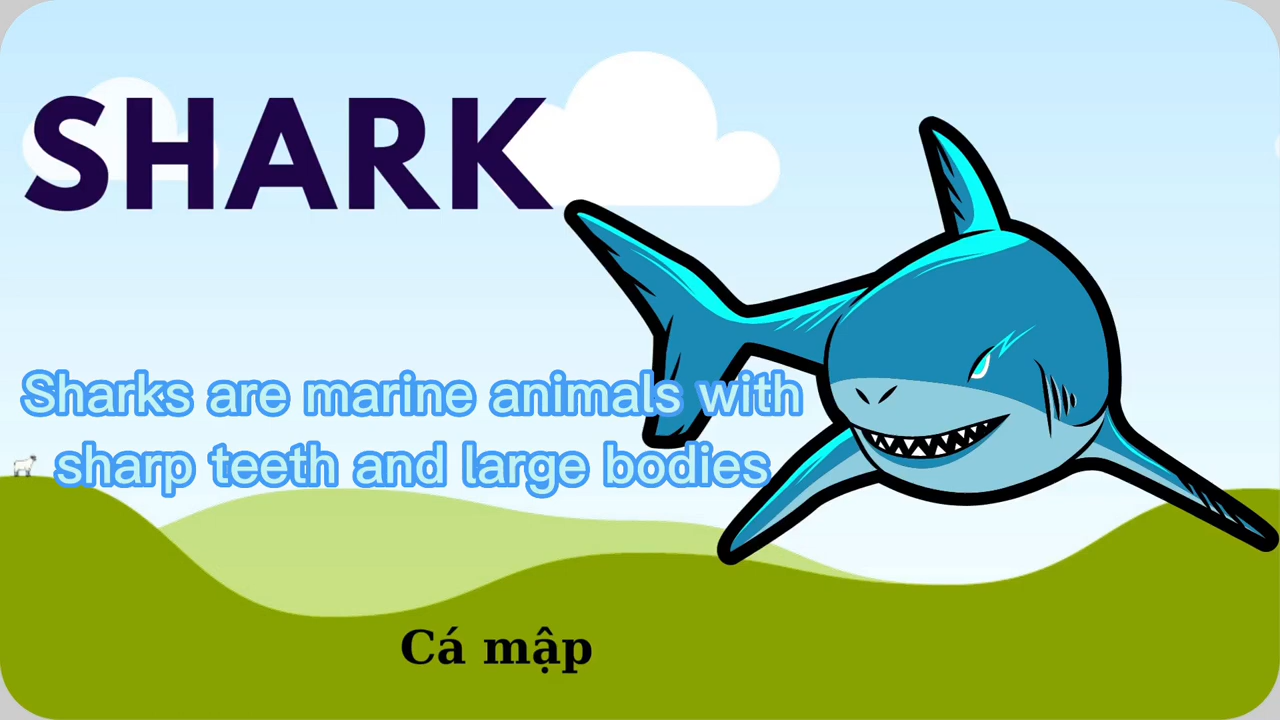 SHARK
Sharks are marine animals with
sharp teeth and large bodies
Cá mập